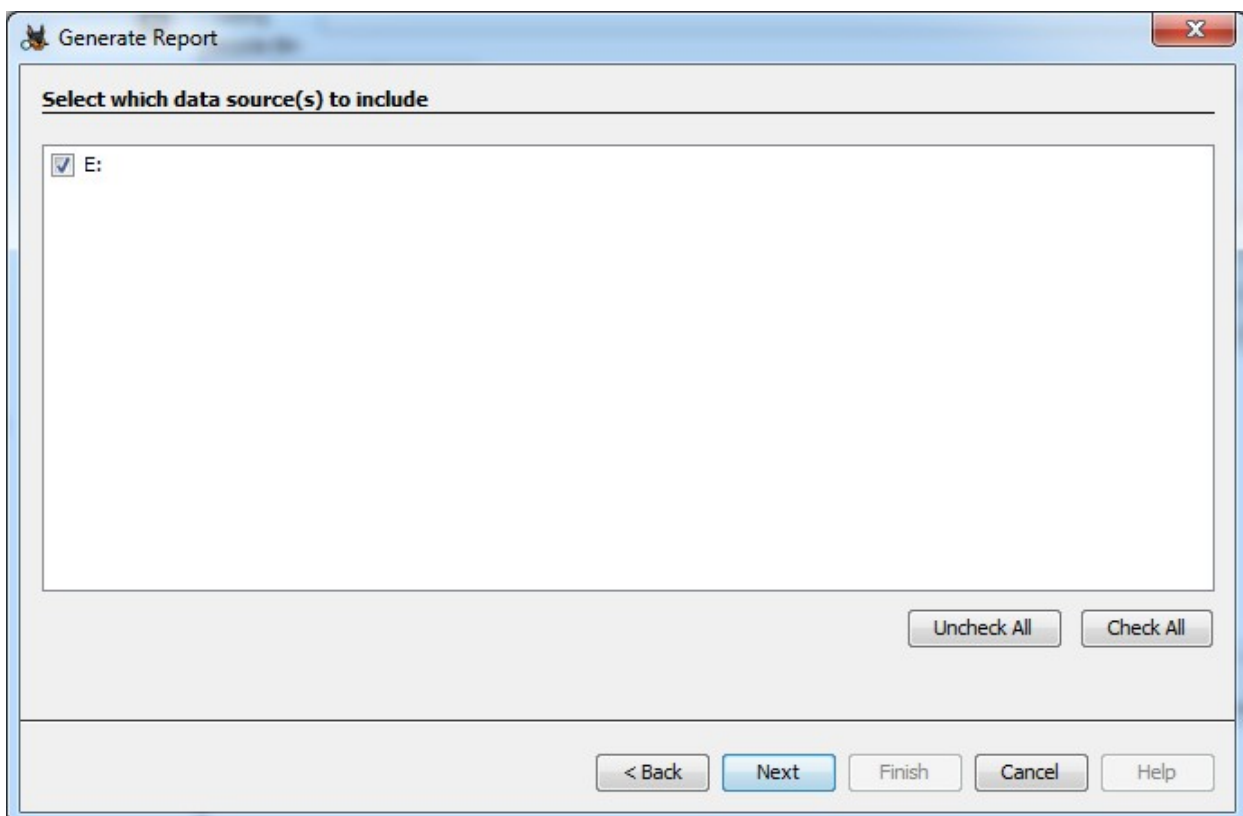 Generate Report
Select which data source(s) to include
E:
Uncheck All Check All
< Back Next Finish Cancel Help